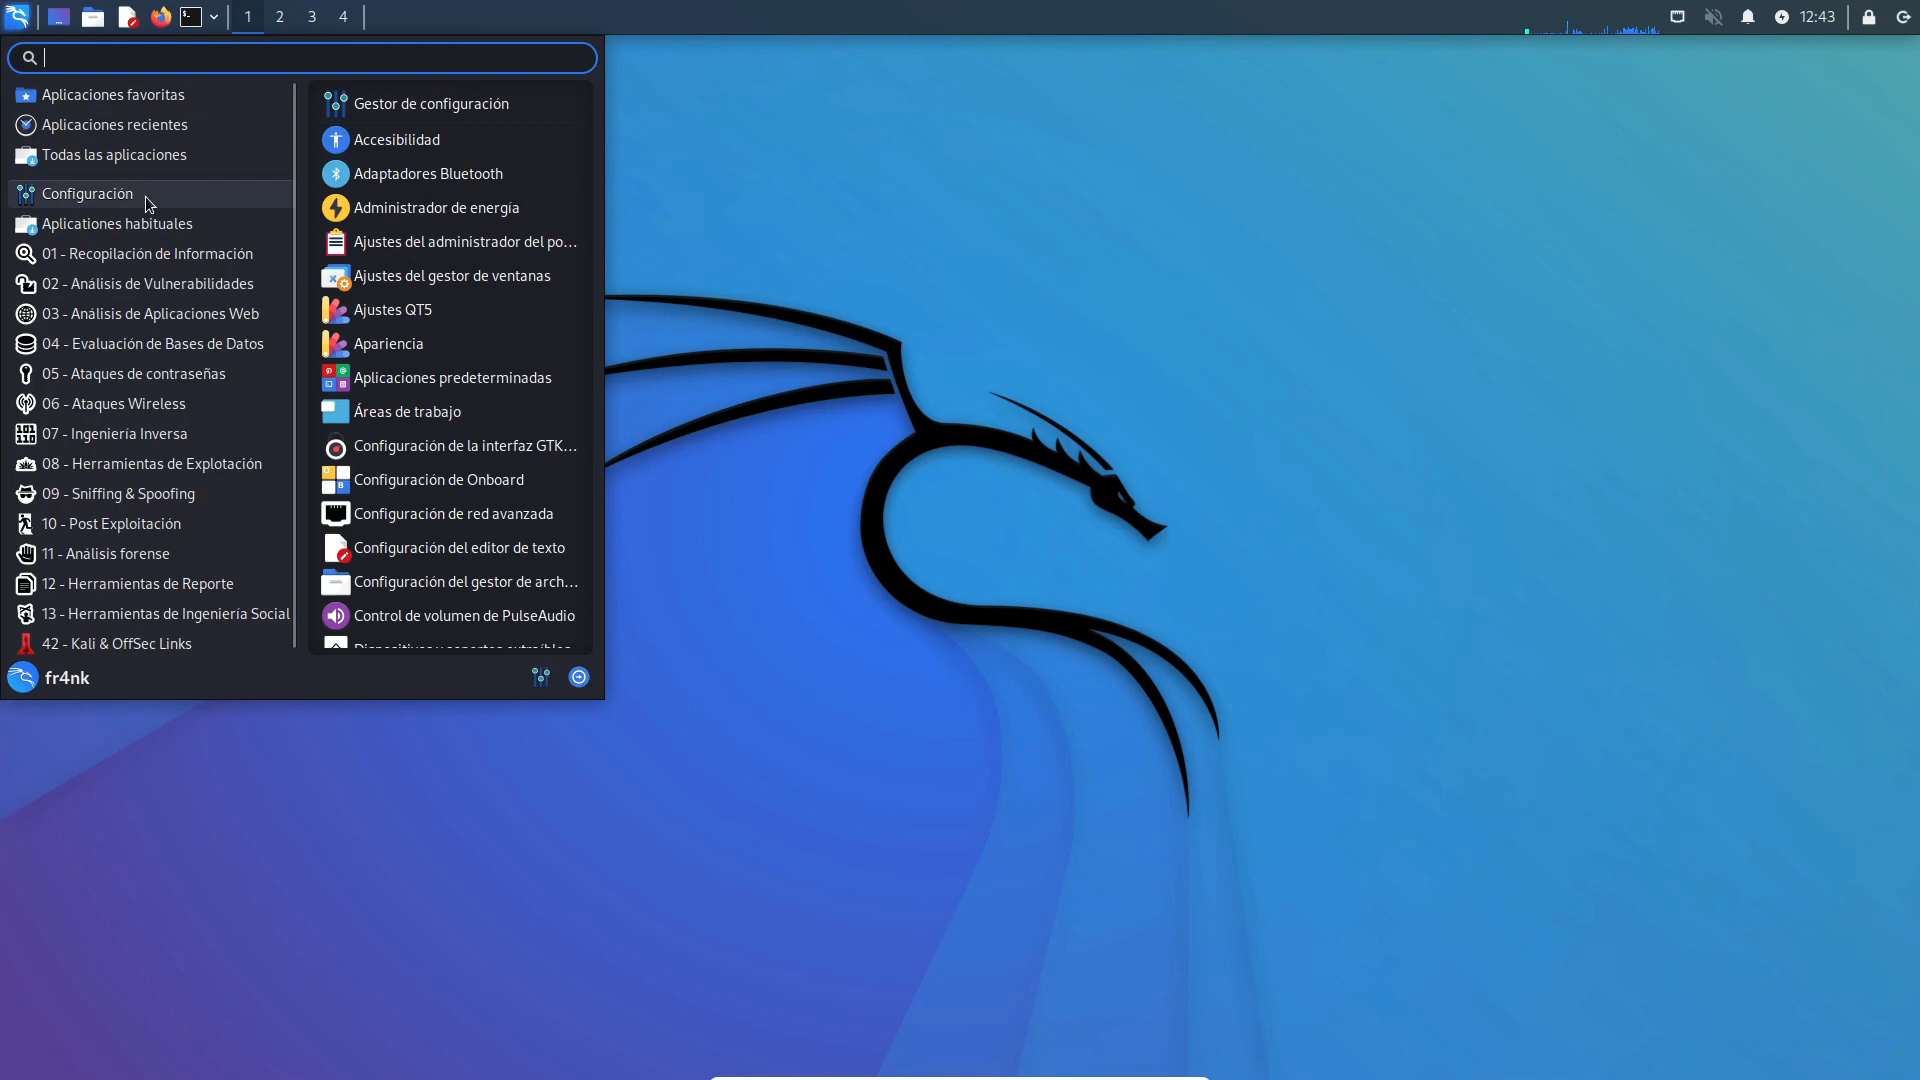 1 2 3 4
12:43
Aplicaciones favoritas
Aplicaciones recientes
Todas las aplicaciones
Configuración
Aplicationes habituales
01 - Recopilación de Información
02 - Análisis de Vulnerabilidades
03 - Análisis de Aplicaciones Web
04 - Evaluación de Bases de Datos
05 - Ataques de contraseñas
06 - Ataques Wireless
07 - Ingeniería Inversa
08 - Herramientas de Explotación
09 - Sniffing & Spoofing
10 - Post Exploitación
11 - Análisis forense
12 - Herramientas de Reporte
13 - Herramientas de Ingeniería Social
42 - Kali & OffSec Links
Gestor de configuración
Accesibilidad
Adaptadores Bluetooth
Administrador de energía
Ajustes del administrador del po...
Ajustes del gestor de ventanas
Ajustes QT5
Apariencia
Aplicaciones predeterminadas
Áreas de trabajo
Configuración de la interfaz GTK...
Configuración de Onboard
Configuración de red avanzada
Configuración del editor de texto
Configuración del gestor de arch...
Control de volumen de PulseAudio
Dispositivos y soportes extraíbles
fr4nk